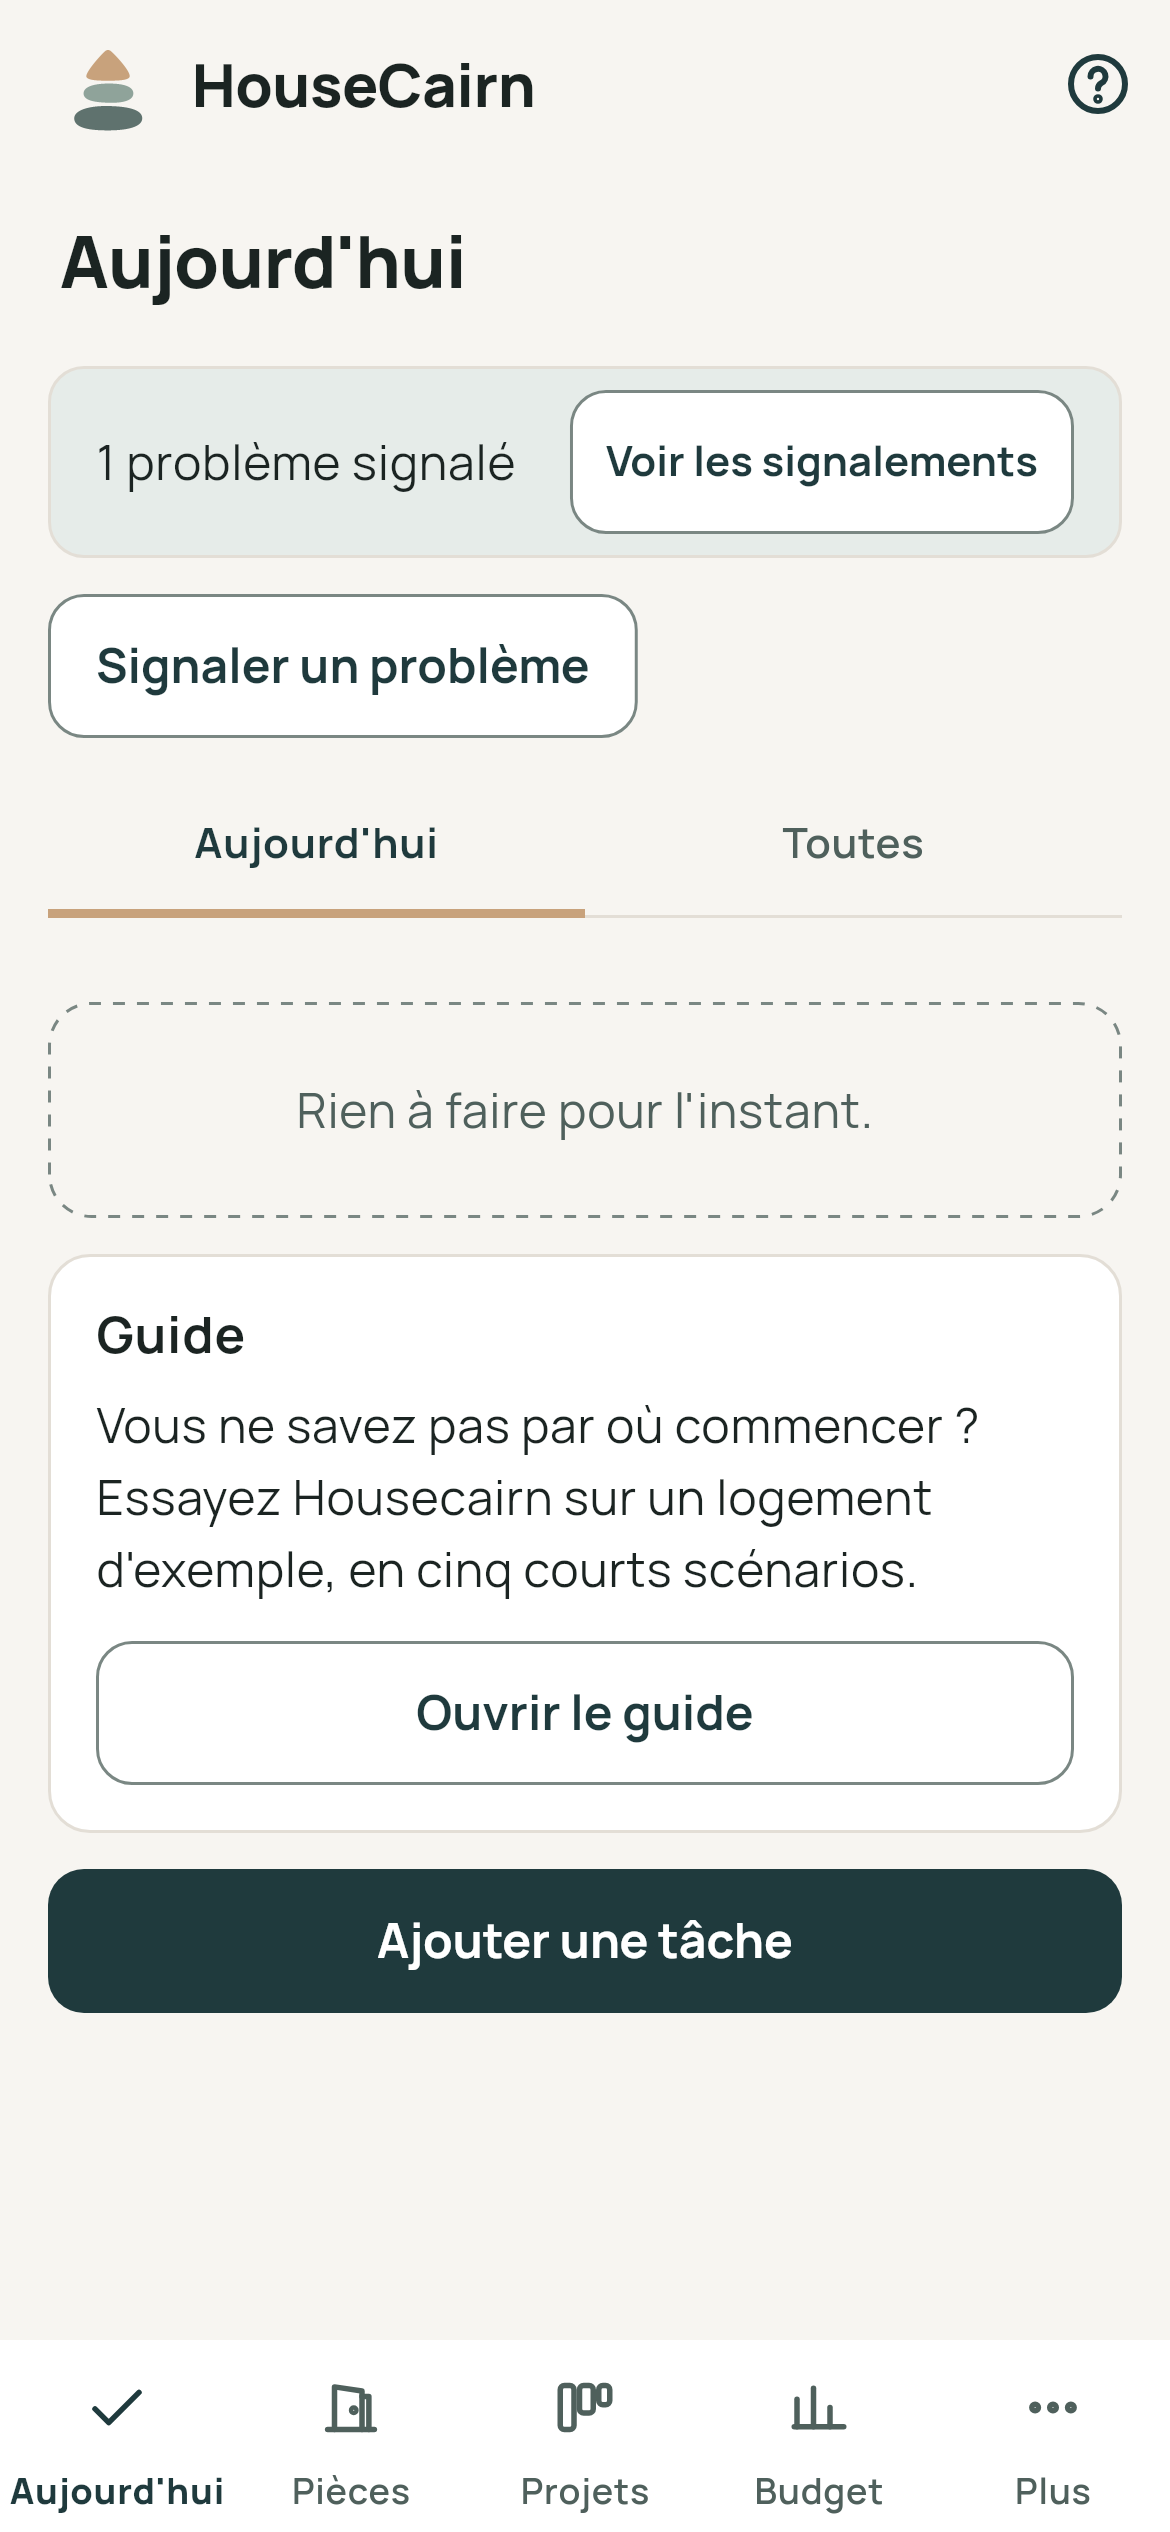 HouseCairn
Aujourd'hui
1 problème signalé
Voir les signalements
Signaler un problème
Aujourd'hui
Toutes
Rien à faire pour l'instant.
Guide
Vous ne savez pas par où commencer ?
Essayez Housecairn sur un logement
d'exemple, en cinq courts scénarios.
Ouvrir le guide
Ajouter une tâche
Aujourd'hui
Pièces
Projets
Budget
Plus